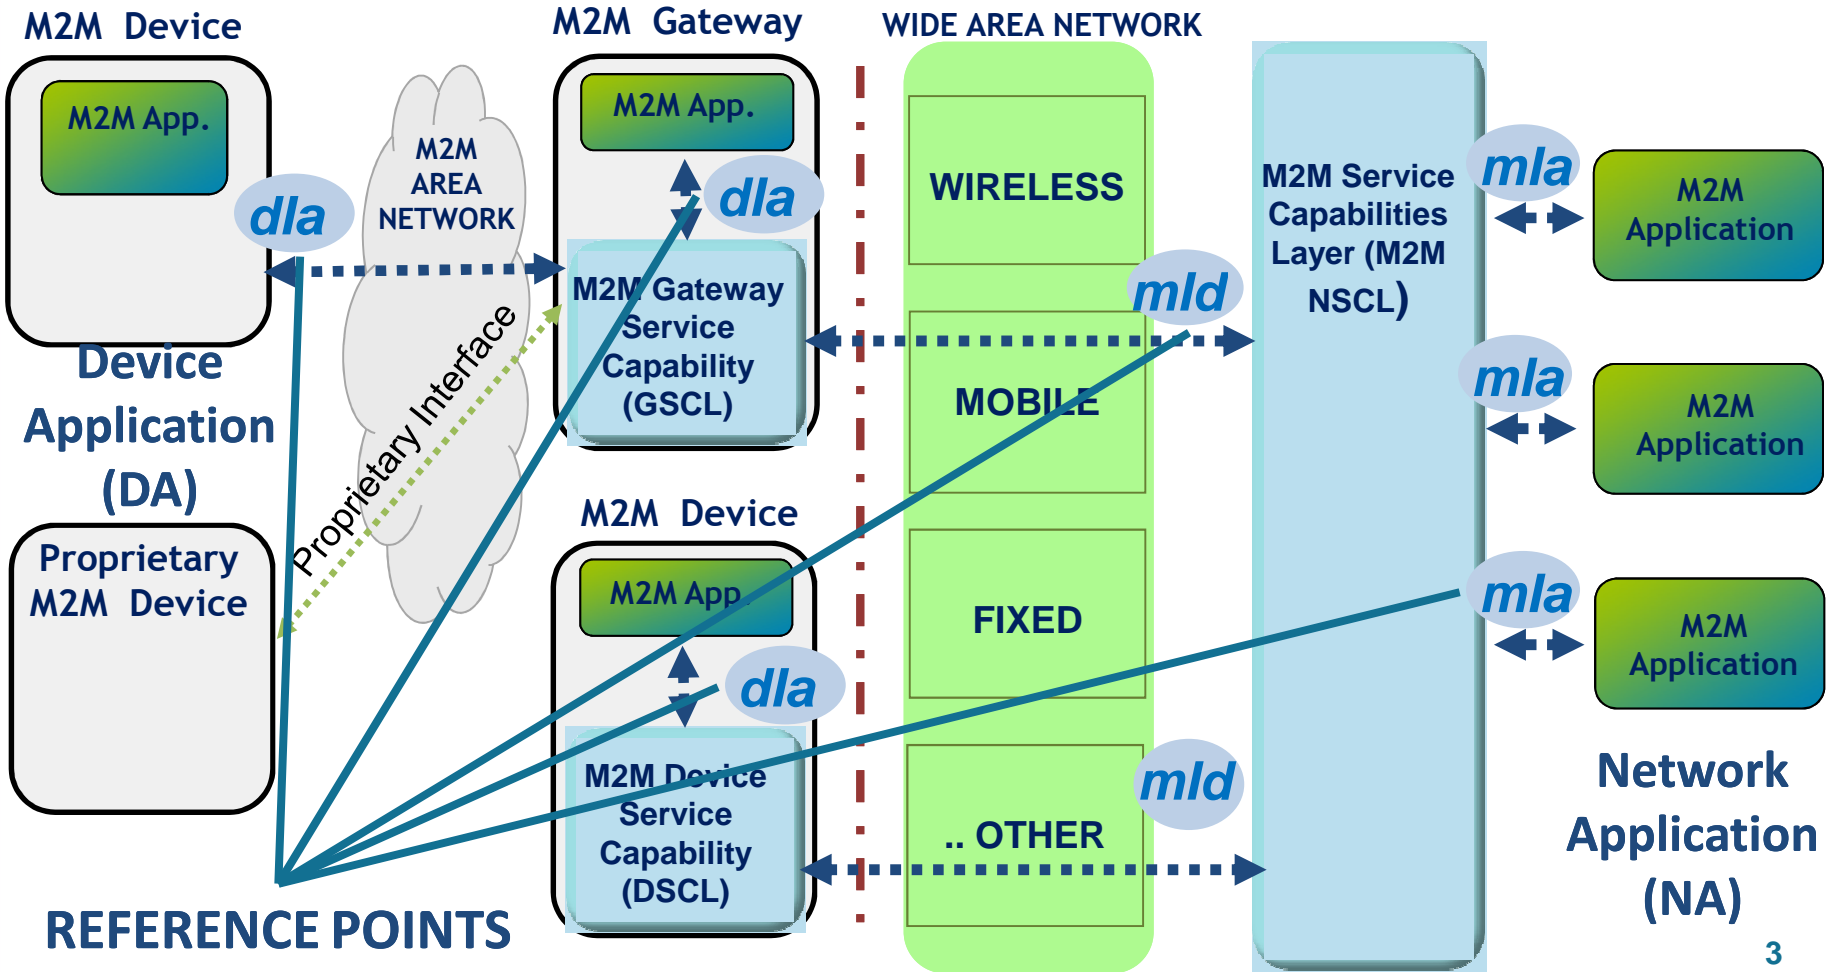 M2M Device
M2M App.
dla
Device
Application
(DA)
Proprietary
M2M Device
REFERENCE POINTS
M2M
AREA
NETWORK
Proprietary Interface
M2M Gateway
M2M App.
dla
M2M Gateway
Service
Capability
(GSCL)
M2M Device
M2M App.
dla
M2M Device
Service
Capability
(DSCL)
WIDE AREA NETWORK
WIRELESS
MOBILE
FIXED
.. OTHER
mld
mld
M2M Service
Capabilities
Layer (M2M
NSCL)
mla
M2M
Application
mla
M2M
Application
mla
M2M
Application
Network
Application
(NA)
3